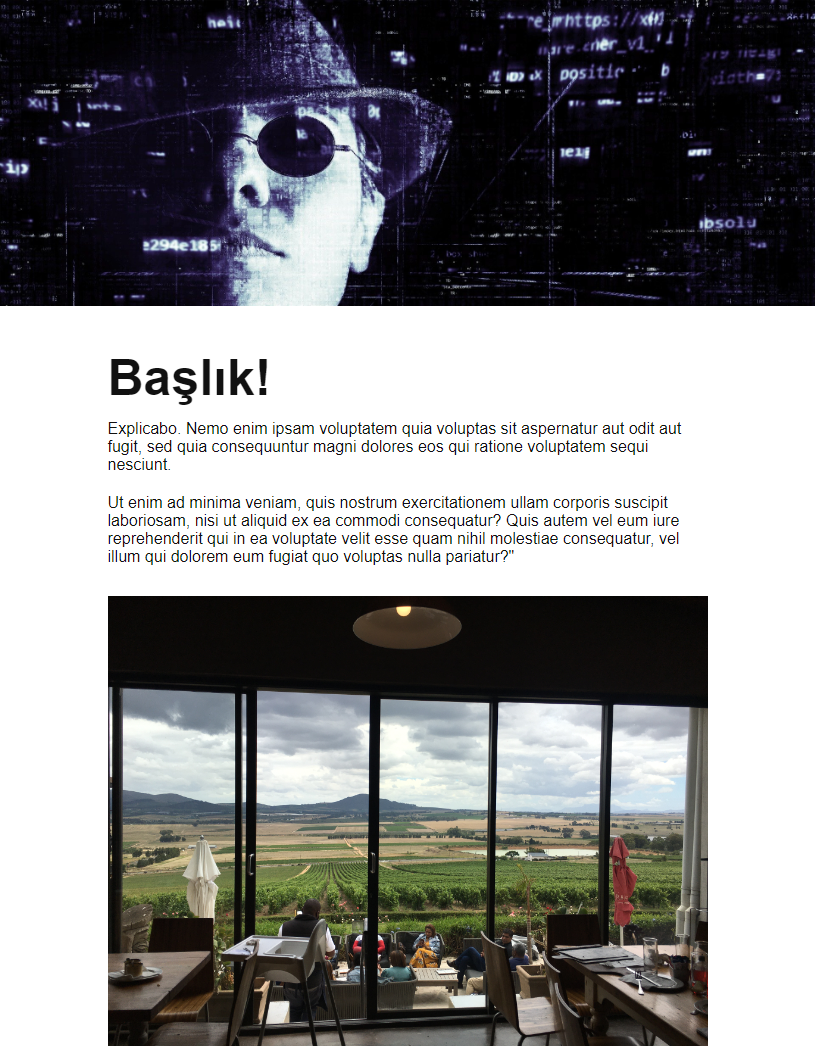 https://x
positic
b
e294e185
absolu
Başlık!
Explicabo. Nemo enim ipsam voluptatem quia voluptas sit aspernatur aut odit aut
fugit, sed quia consequuntur magni dolores eos qui ratione voluptatem sequi
nesciunt.
Ut enim ad minima veniam, quis nostrum exercitationem ullam corporis suscipit
laboriosam, nisi ut aliquid ex ea commodi consequatur? Quis autem vel eum iure
reprehenderit qui in ea voluptate velit esse quam nihil molestiae consequatur, vel
illum qui dolorem eum fugiat quo voluptas nulla pariatur?"